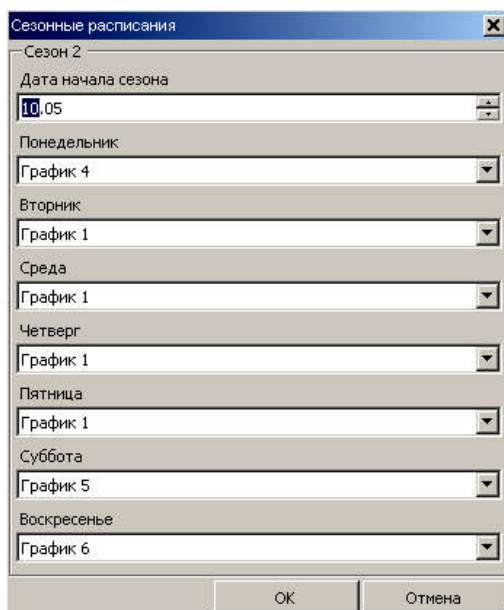 Сезонные расписания
Сезон 2
Дата начала сезона
10.05
Понедельник
График 4
Вторник
График 1
Среда
График 1
Четверг
График 1
Пятница
График 1
Суббота
График 5
Воскресенье
График 6
OK Отмена